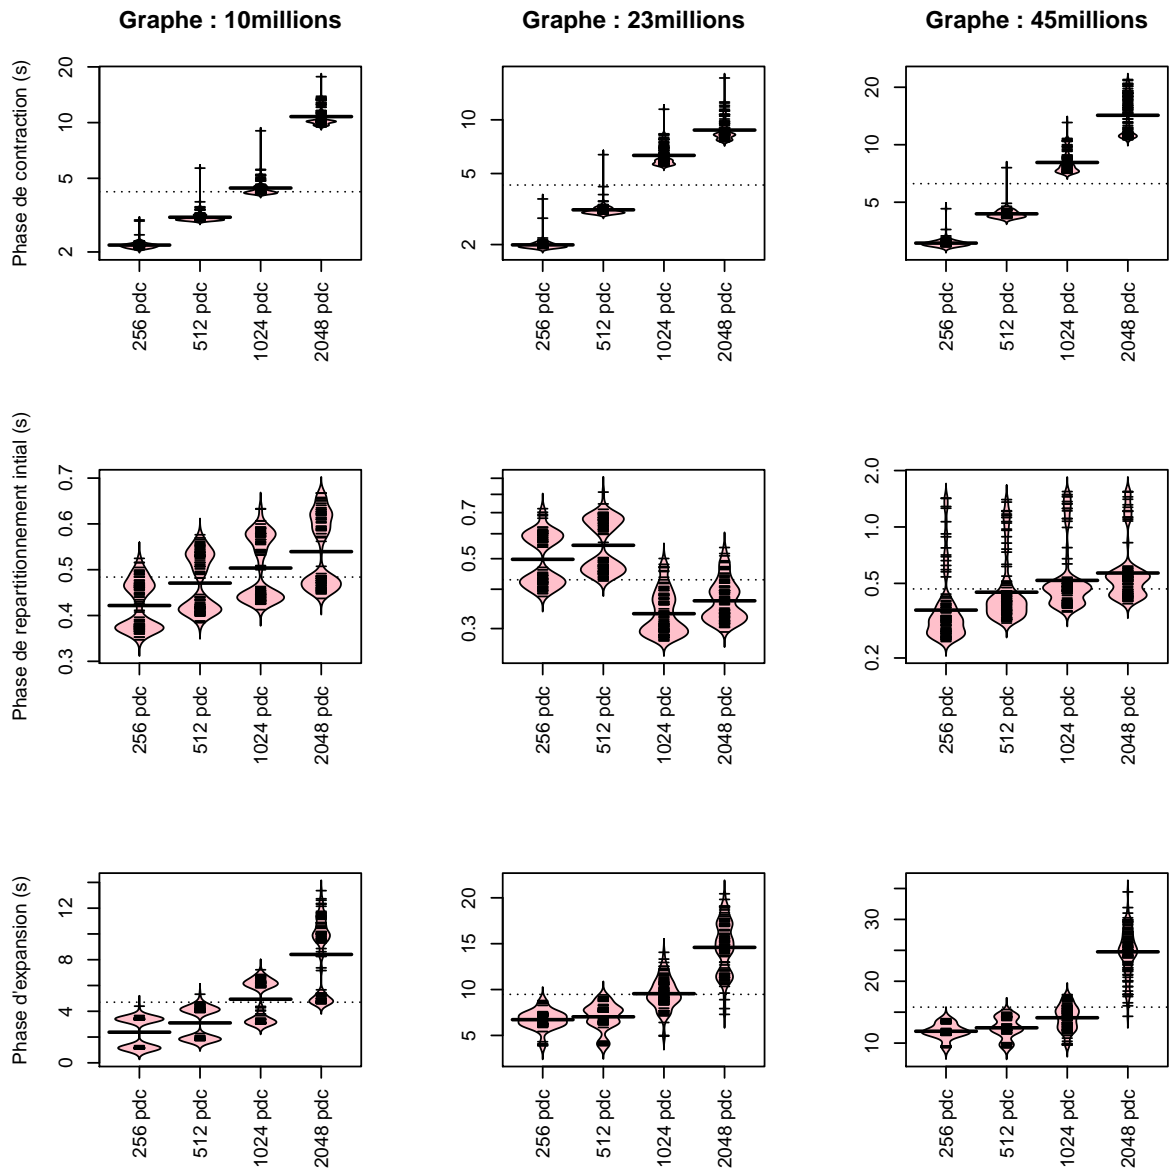 Graphe : 10millions
Graphe : 23millions
Graphe : 45millions
Phase de contraction (s)
20
10
5
2
256 pdc
512 pdc
1024 pdc
2048 pdc
10
5
2
256 pdc
512 pdc
1024 pdc
2048 pdc
20
10
5
256 pdc
512 pdc
1024 pdc
2048 pdc
Phase de repartitionnement intial (s)
0.7
0.6
0.5
0.4
0.3
256 pdc
512 pdc
1024 pdc
2048 pdc
0.7
0.5
0.3
256 pdc
512 pdc
1024 pdc
2048 pdc
2.0
1.0
0.5
0.2
256 pdc
512 pdc
1024 pdc
2048 pdc
Phase d'expansion (s)
12
8
4
0
256 pdc
512 pdc
1024 pdc
2048 pdc
20
15
10
5
256 pdc
512 pdc
1024 pdc
2048 pdc
30
20
10
256 pdc
512 pdc
1024 pdc
2048 pdc